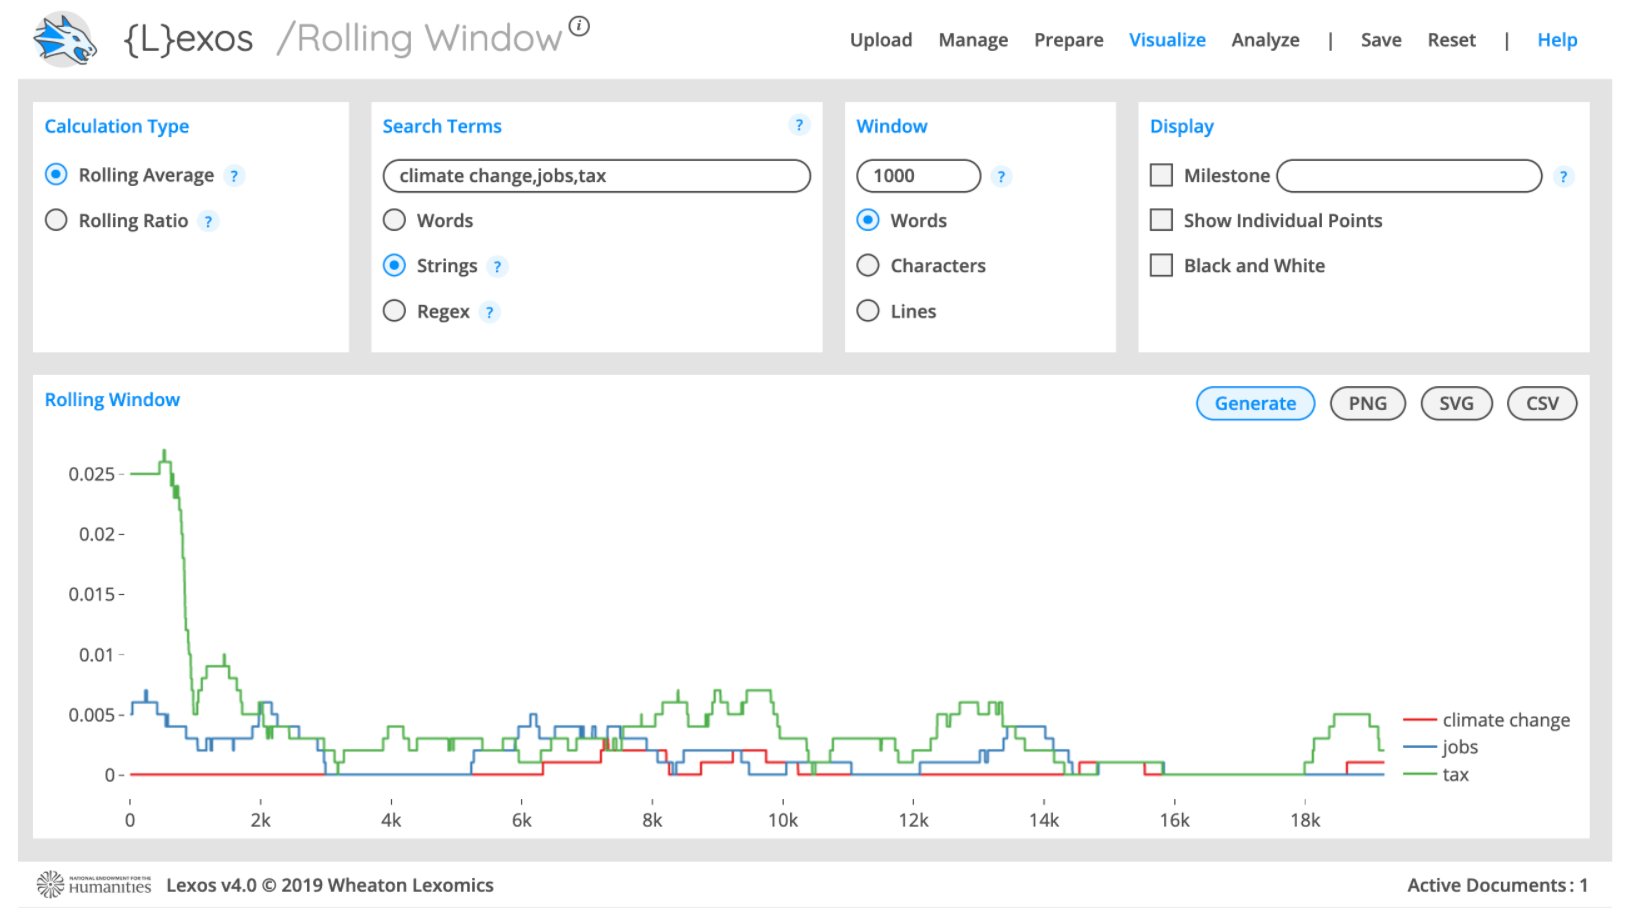 {L}exos /Rolling Window i
Upload Manage Prepare Visualize Analyze | Save Reset | Help
Calculation Type
Rolling Average ?
Rolling Ratio ?
Search Terms ?
climate change,jobs,tax
Words
Strings ?
Regex ?
Window
1000 ?
Words
Characters
Lines
Display
Milestone ?
Show Individual Points
Black and White
Rolling Window
Generate PNG SVG CSV
0.025
0.02
0.015
0.01
0.005
0
0 2k 4k 6k 8k 10k 12k 14k 16k 18k
climate change
jobs
tax
NATIONAL ENDOWMENT FOR THE
Humanities
Lexos v4.0 © 2019 Wheaton Lexomics
Active Documents: 1